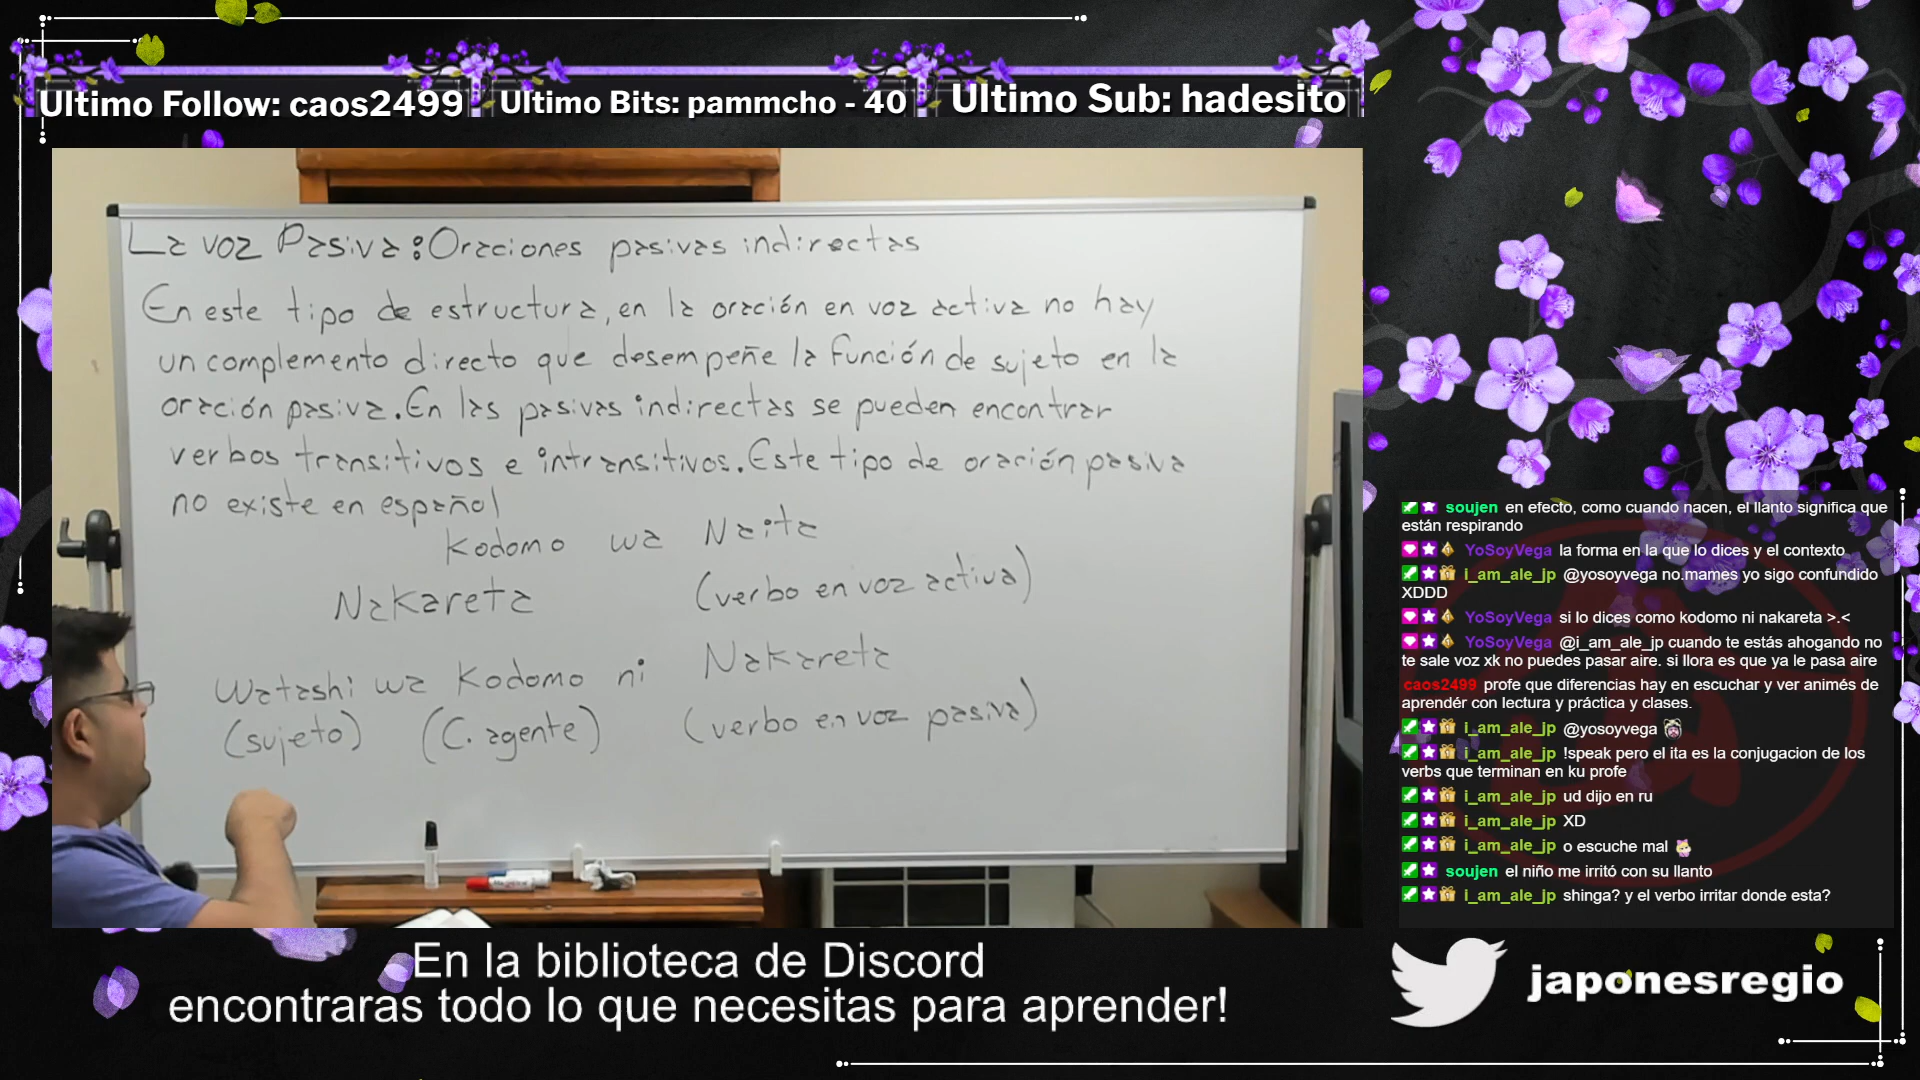 Ultimo Follow: caos2499
Ultimo Bits: pammcho - 40
Ultimo Sub: hadesito
La voz Pasiva: Oraciones pasivas indirectas
En este tipo de estructura, en la oración en voz activa no hay
un complemento directo que desempeñe la función de sujeto en la
oración pasiva. En las pasivas indirectas se pueden encontrar
verbos transitivos e intransitivos. Este tipo de oración pasiva
no existe en español
Kodomo wa Naita
(verbo en voz activa)
Nakareta
Watashi wa Kodomo ni Nakareta
(sujeto) (C. agente) (verbo en voz pasiva)
soujen en efecto, como cuando nacen, el llanto significa que
están respirando
YoSoyVega la forma en la que lo dices y el contexto
i_am_ale_jp @yosoyvega no.mames yo sigo confundido
XDDD
YoSoyVega si lo dices como kodomo ni nakareta >.<
YoSoyVega @i_am_ale_jp cuando te estás ahogando no
te sale voz xk no puedes pasar aire. si llora es que ya le pasa aire
caos2499 profe que diferencias hay en escuchar y ver animés de
aprendér con lectura y práctica y clases.
i_am_ale_jp @yosoyvega
i_am_ale_jp !speak pero el ita es la conjugacion de los
verbs que terminan en ku profe
i_am_ale_jp ud dijo en ru
i_am_ale_jp XD
i_am_ale_jp o escuche mal
soujen el niño me irritó con su llanto
i_am_ale_jp shinga? y el verbo irritar donde esta?
En la biblioteca de Discord
encontraras todo lo que necesitas para aprender!
japonesregio